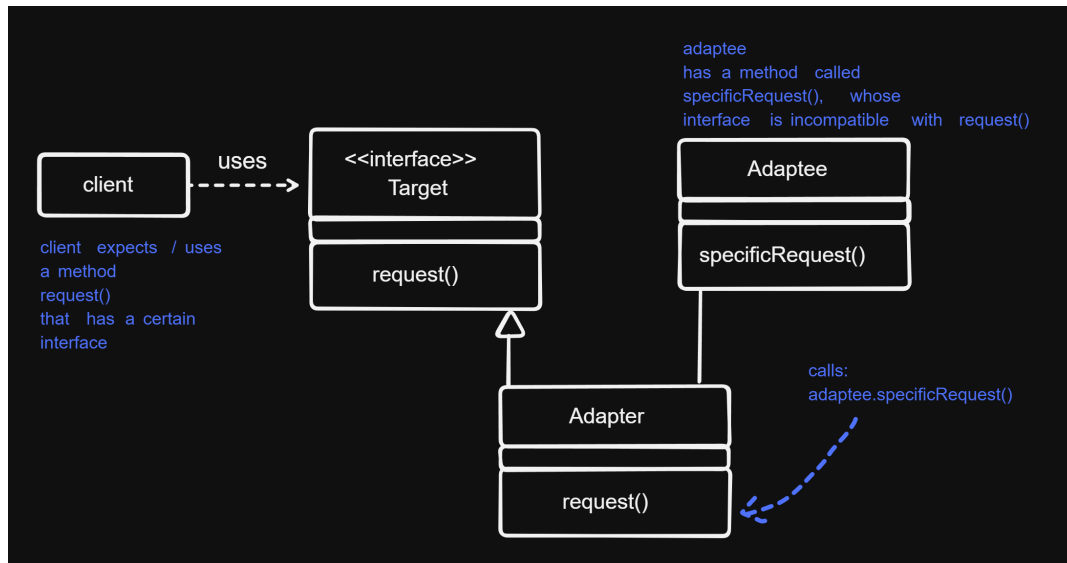 client
uses
client expects / uses
a method
request()
that has a certain
interface
<<interface>>
Target
request()
adaptee
has a method called
specificRequest(), whose
interface is incompatible with request()
Adaptee
specificRequest()
Adapter
request()
calls:
adaptee.specificRequest()